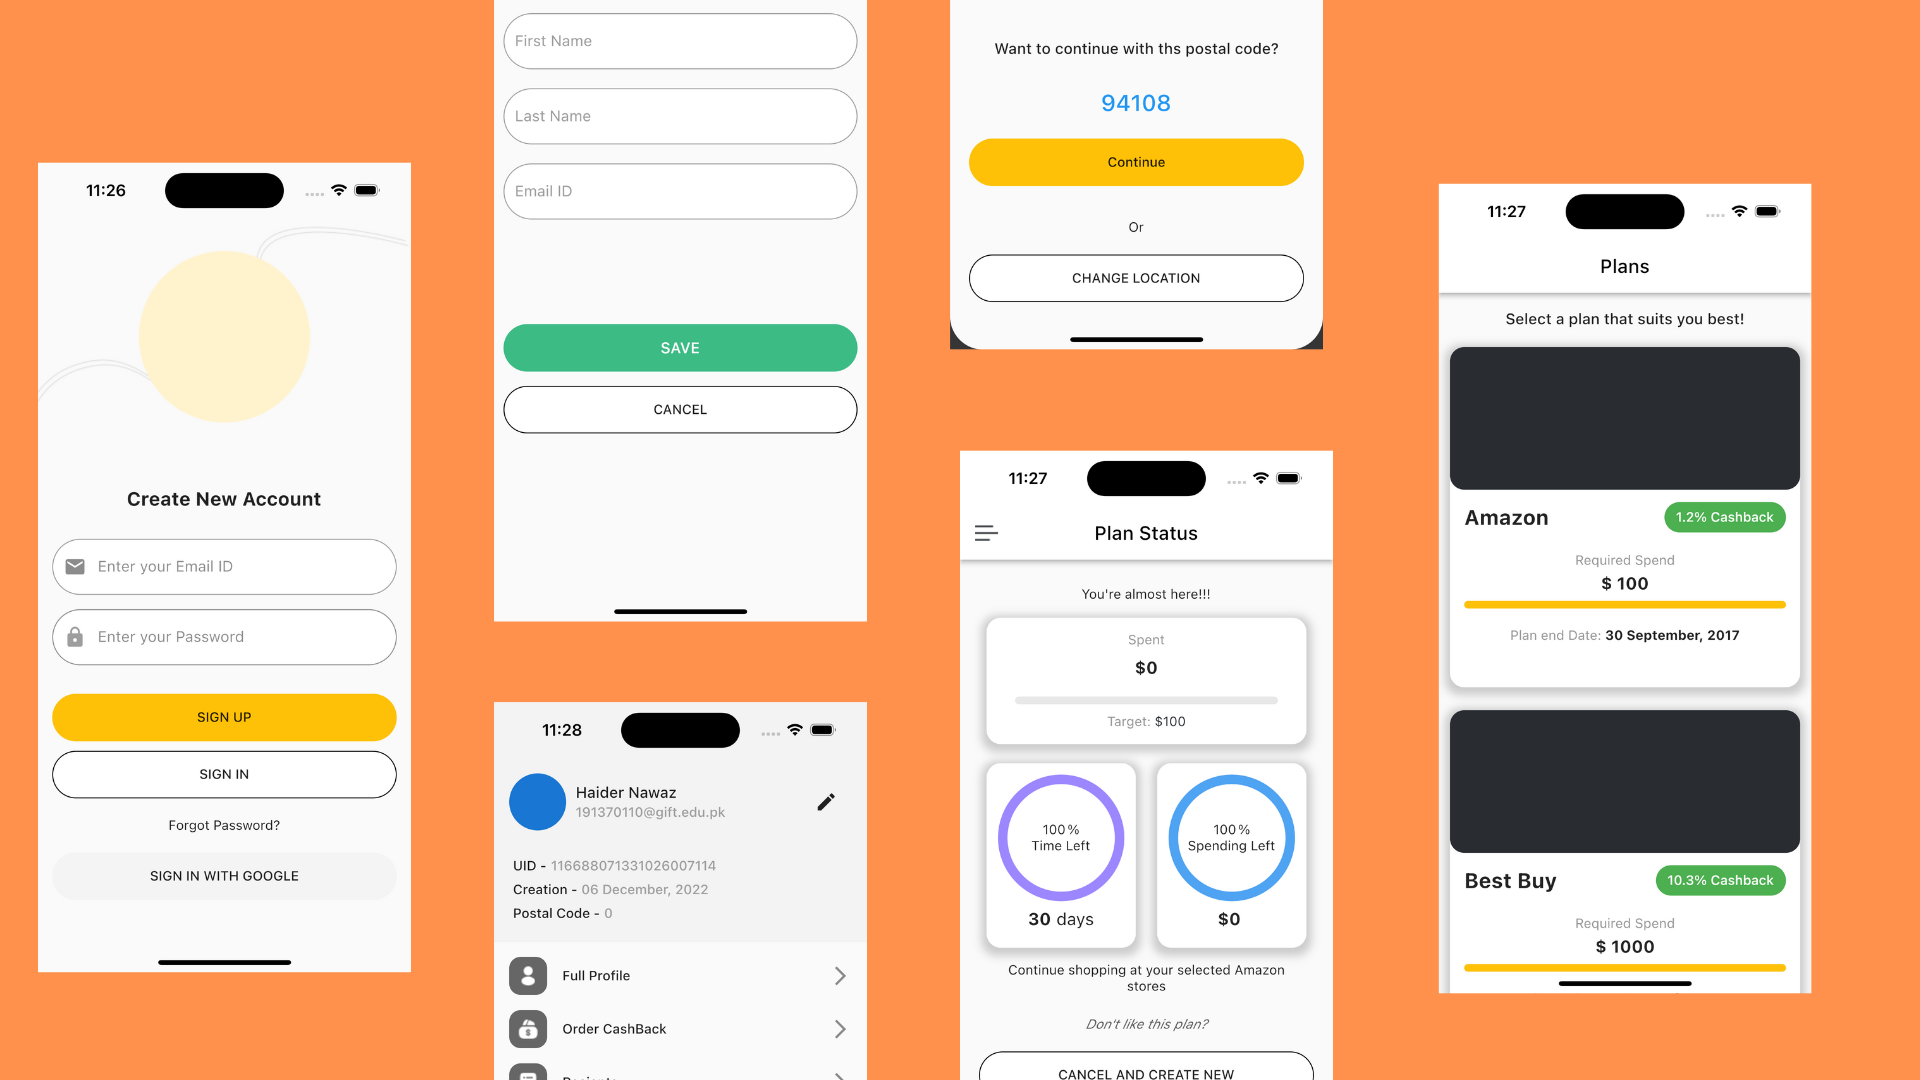 11:26
Create New Account
Enter your Email ID
Enter your Password
SIGN UP
SIGN IN
Forgot Password?
SIGN IN WITH GOOGLE
First Name
Last Name
Email ID
SAVE
CANCEL
11:28
Haider Nawaz
191370110@gift.edu.pk
UID - 116688071331026007114
Creation - 06 December, 2022
Postal Code - 0
Full Profile
Order CashBack
Want to continue with ths postal code?
94108
Continue
Or
CHANGE LOCATION
11:27
Plan Status
You're almost here!!!
Spent
$0
Target: $100
100%
Time Left
30 days
100%
Spending Left
$0
Continue shopping at your selected Amazon
stores
Don't like this plan?
CANCEL AND CREATE NEW
11:27
Plans
Select a plan that suits you best!
Amazon
1.2% Cashback
Required Spend
$ 100
Plan end Date: 30 September, 2017
Best Buy
10.3% Cashback
Required Spend
$ 1000